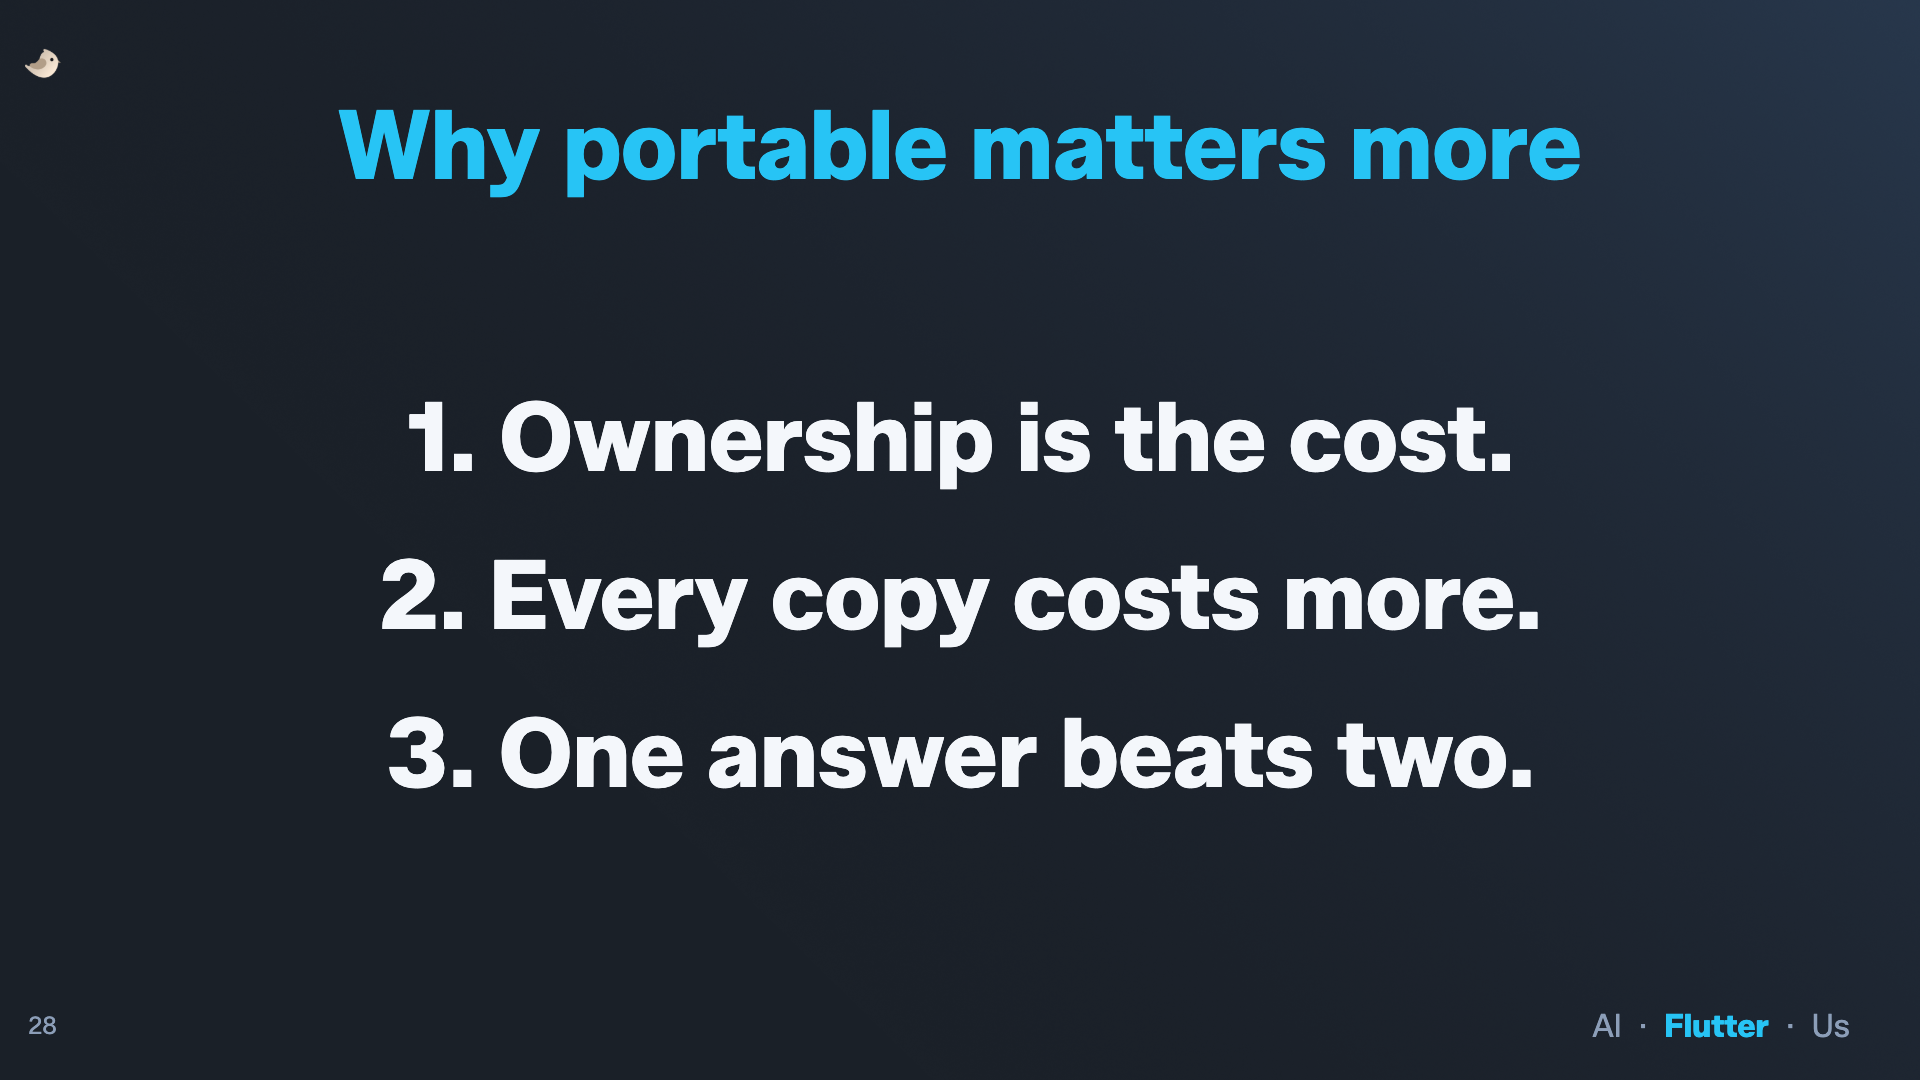 Why portable matters more
1. Ownership is the cost.
2. Every copy costs more.
3. One answer beats two.
28
AI · Flutter · Us